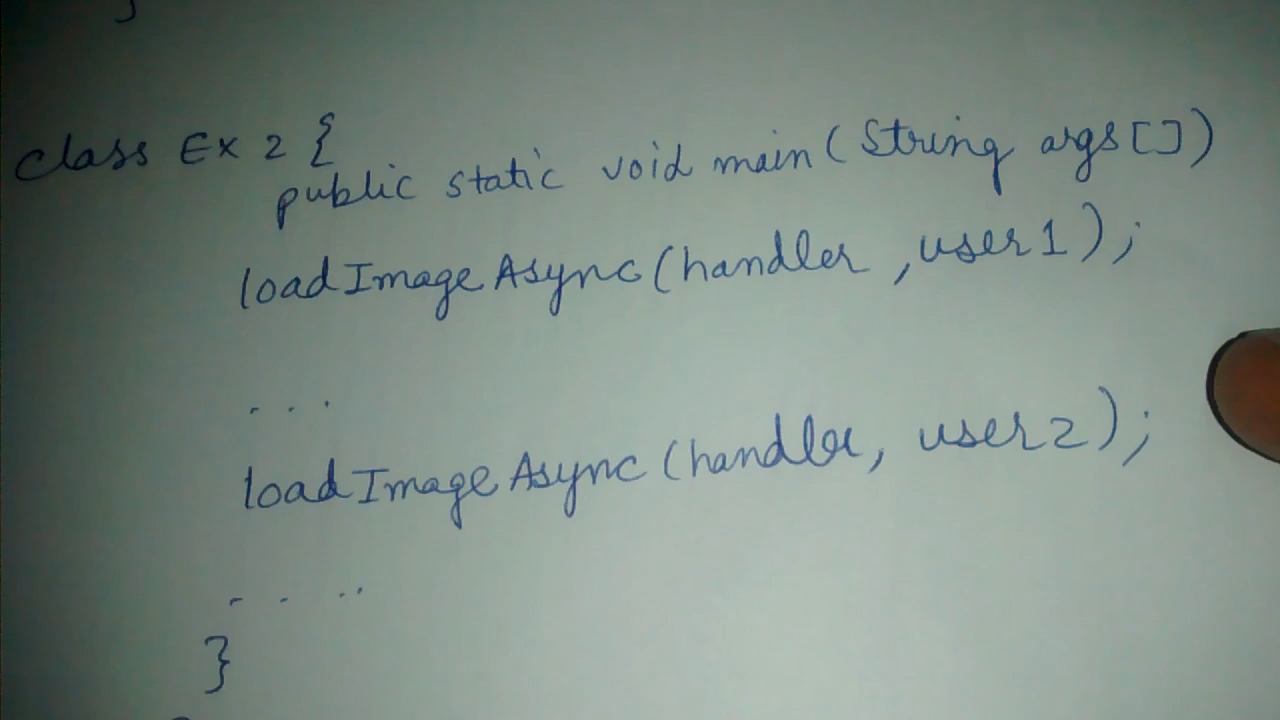 class Ex 2 {
public static void main(String args[])
loadImageAsync(handler ,user1);
...
loadImageAsync(handler, user2);
....
}